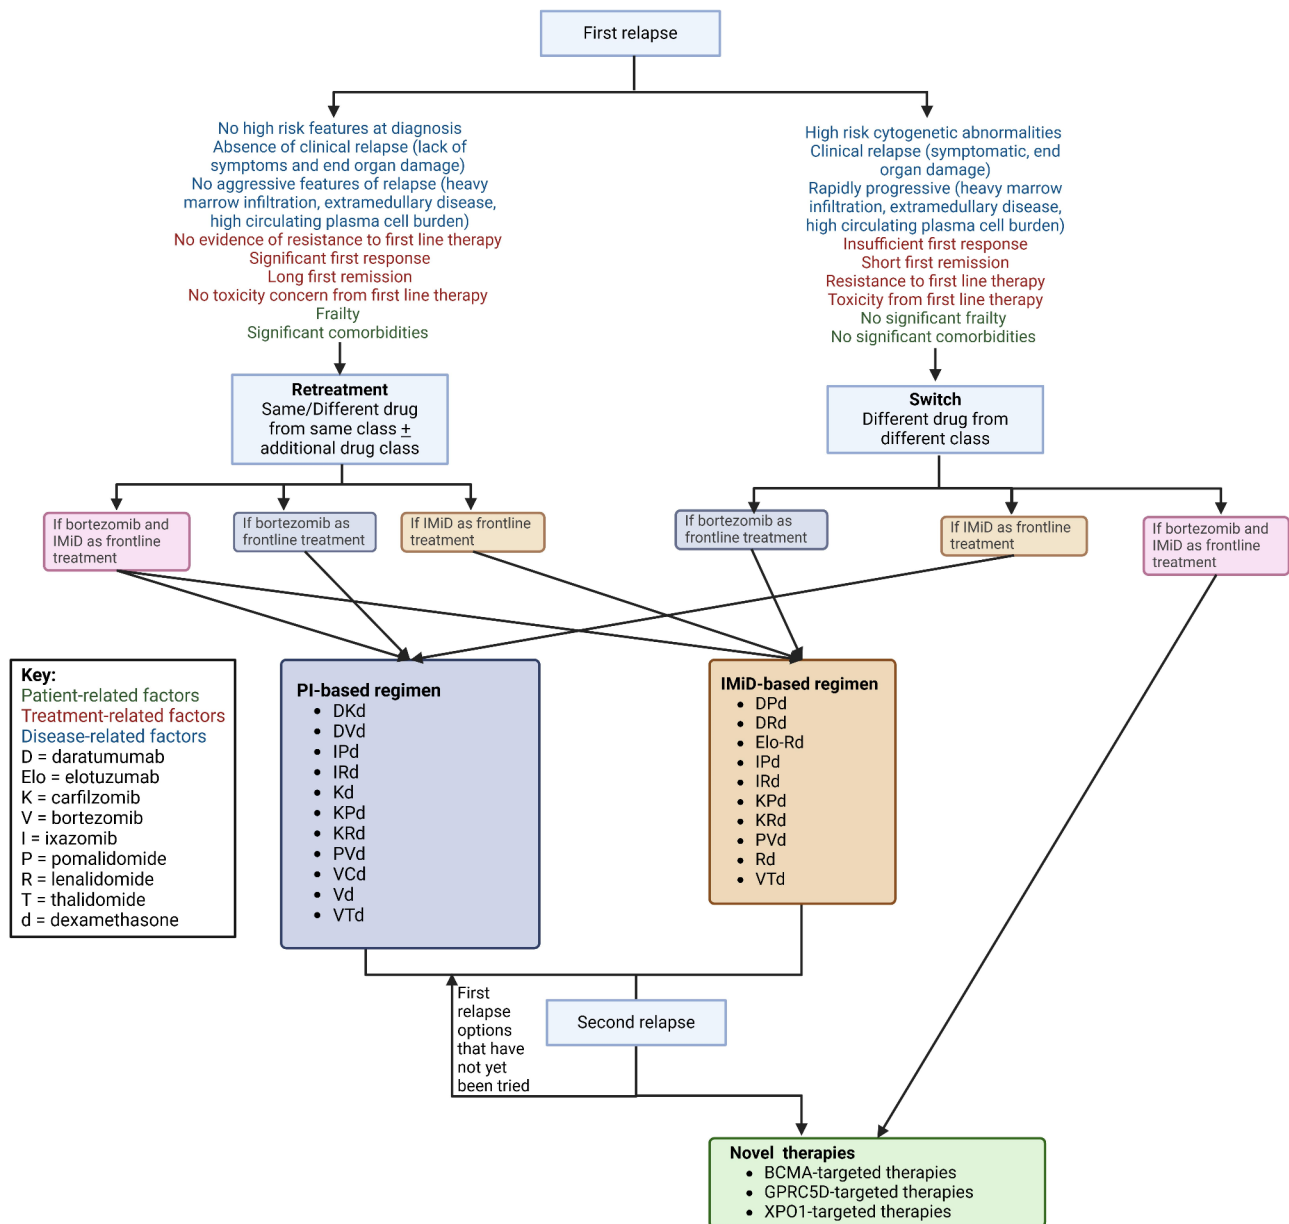 First relapse
No high risk features at diagnosis
Absence of clinical relapse (lack of
symptoms and end organ damage)
No aggressive features of relapse (heavy
marrow infiltration, extramedullary disease,
high circulating plasma cell burden)
No evidence of resistance to first line therapy
Significant first response
Long first remission
No toxicity concern from first line therapy
Frailty
Significant comorbidities
High risk cytogenetic abnormalities
Clinical relapse (symptomatic, end
organ damage)
Rapidly progressive (heavy marrow
infiltration, extramedullary disease,
high circulating plasma cell burden)
Insufficient first response
Short first remission
Resistance to first line therapy
Toxicity from first line therapy
No significant frailty
No significant comorbidities
Retreatment
Same/Different drug
from same class ±
additional drug class
Switch
Different drug from
different class
If bortezomib and
IMiD as frontline
treatment
If bortezomib as
frontline treatment
If IMiD as frontline
treatment
If bortezomib as
frontline treatment
If IMiD as frontline
treatment
If bortezomib and
IMiD as frontline
treatment
Key:
Patient-related factors
Treatment-related factors
Disease-related factors
D = daratumumab
Elo = elotuzumab
K = carfilzomib
V = bortezomib
I = ixazomib
P = pomalidomide
R = lenalidomide
T = thalidomide
d = dexamethasone
PI-based regimen
• DKd
• DVd
• IPd
• IRd
• Kd
• KPd
• KRd
• PVd
• VCd
• Vd
• VTd
IMiD-based regimen
• DPd
• DRd
• Elo-Rd
• IPd
• IRd
• KPd
• KRd
• PVd
• Rd
• VTd
First
relapse
options
that have
not yet
been tried
Second relapse
Novel therapies
• BCMA-targeted therapies
• GPRC5D-targeted therapies
• XPO1-targeted therapies